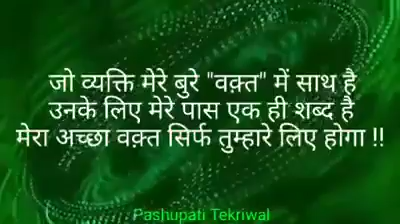 जो व्यक्ति मेरे बुरे "वक़्त" में साथ है
उनके लिए मेरे पास एक ही शब्द है
मेरा अच्छा वक़्त सिर्फ तुम्हारे लिए होगा !!
Pashupati Tekriwal